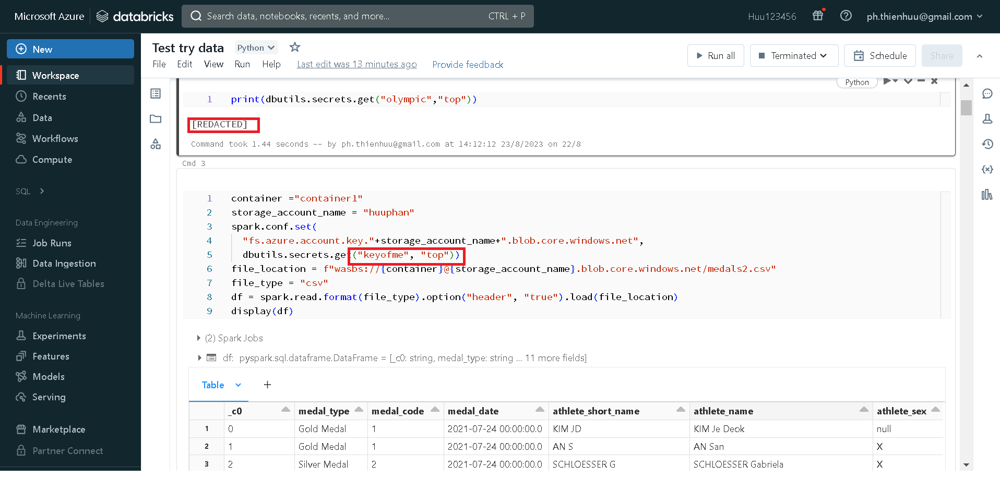 Microsoft Azure databricks Search data, notebooks, recents, and more... CTRL + P Huu123456 ph.thienhuu@gmail.com
New
Workspace
Recents
Data
Workflows
Compute
SQL
Data Engineering
Job Runs
Data Ingestion
Delta Live Tables
Machine Learning
Experiments
Features
Models
Serving
Marketplace
Partner Connect
Test try data Python
File Edit View Run Help Last edit was 13 minutes ago Provide feedback
Run all Terminated Schedule Share
Python
1 print(dbutils.secrets.get("olympic","top"))
[REDACTED]
Command took 1.44 seconds -- by ph.thienhuu@gmail.com at 14:12:12 23/8/2023 on 22/8
Cmd 3
1 container ="container1"
2 storage_account_name = "huuphan"
3 spark.conf.set(
4 "fs.azure.account.key."+storage_account_name+".blob.core.windows.net",
5 dbutils.secrets.get("keyofme", "top"))
6 file_location = f"wasbs://{container}@{storage_account_name}.blob.core.windows.net/medals2.csv"
7 file_type = "csv"
8 df = spark.read.format(file_type).option("header", "true").load(file_location)
9 display(df)
(2) Spark Jobs
df: pyspark.sql.dataframe.DataFrame = [_c0: string, medal_type: string ... 11 more fields]
Table +
_c0 medal_type medal_code medal_date athlete_short_name athlete_name athlete_sex
1 0 Gold Medal 1 2021-07-24 00:00:00.0 KIM JD KIM Je Deok null
2 1 Gold Medal 1 2021-07-24 00:00:00.0 AN S AN San X
3 2 Silver Medal 2 2021-07-24 00:00:00.0 SCHLOESSER G SCHLOESSER Gabriela X